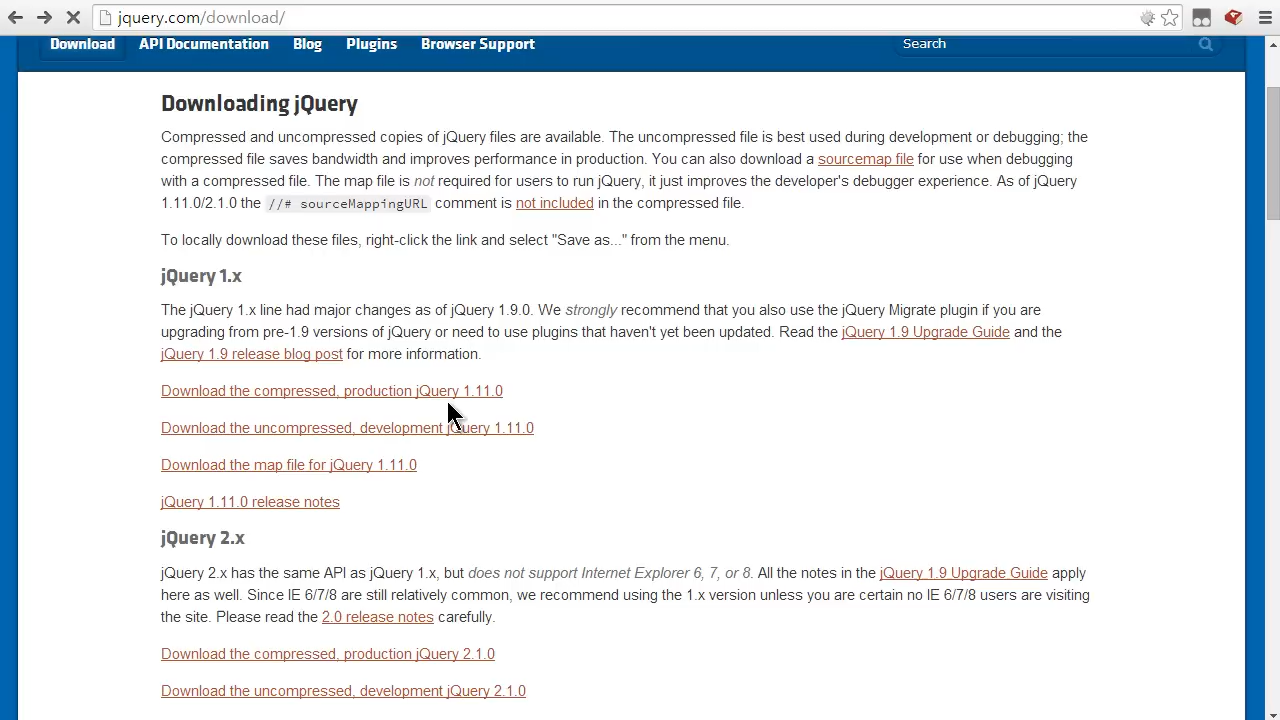 jquery.com/download/
Download API Documentation Blog Plugins Browser Support Search
Downloading jQuery
Compressed and uncompressed copies of jQuery files are available. The uncompressed file is best used during development or debugging; the
compressed file saves bandwidth and improves performance in production. You can also download a sourcemap file for use when debugging
with a compressed file. The map file is not required for users to run jQuery, it just improves the developer's debugger experience. As of jQuery
1.11.0/2.1.0 the //# sourceMappingURL comment is not included in the compressed file.
To locally download these files, right-click the link and select "Save as..." from the menu.
jQuery 1.x
The jQuery 1.x line had major changes as of jQuery 1.9.0. We strongly recommend that you also use the jQuery Migrate plugin if you are
upgrading from pre-1.9 versions of jQuery or need to use plugins that haven't yet been updated. Read the jQuery 1.9 Upgrade Guide and the
jQuery 1.9 release blog post for more information.
Download the compressed, production jQuery 1.11.0
Download the uncompressed, development jQuery 1.11.0
Download the map file for jQuery 1.11.0
jQuery 1.11.0 release notes
jQuery 2.x
jQuery 2.x has the same API as jQuery 1.x, but does not support Internet Explorer 6, 7, or 8. All the notes in the jQuery 1.9 Upgrade Guide apply
here as well. Since IE 6/7/8 are still relatively common, we recommend using the 1.x version unless you are certain no IE 6/7/8 users are visiting
the site. Please read the 2.0 release notes carefully.
Download the compressed, production jQuery 2.1.0
Download the uncompressed, development jQuery 2.1.0